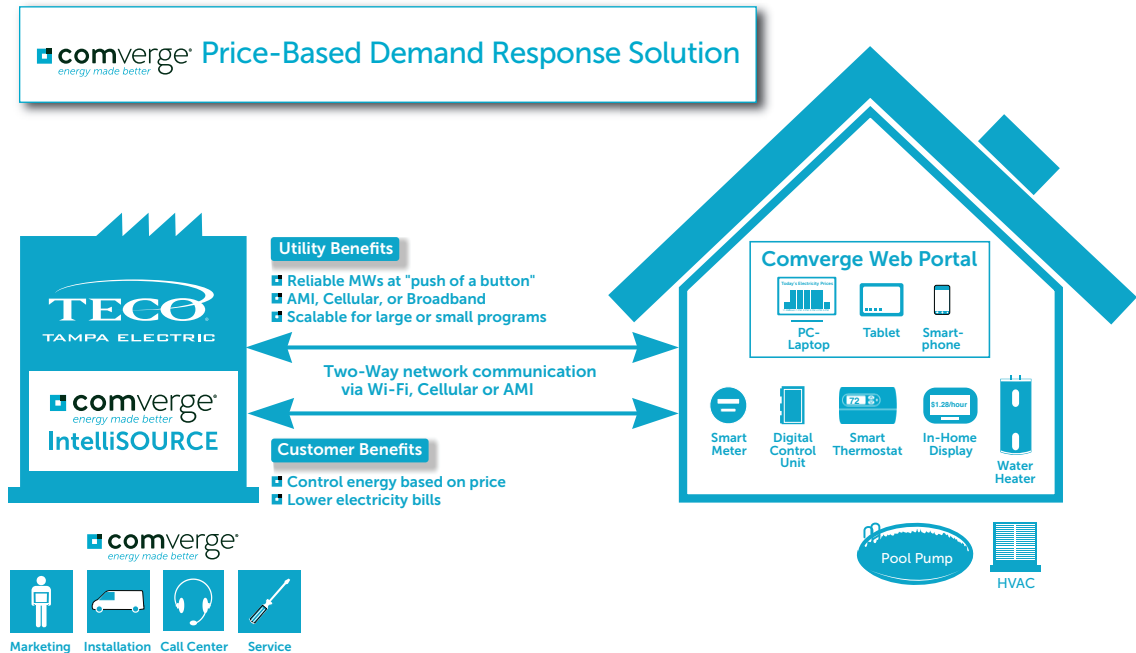 comverge®
energy made better
Price-Based Demand Response Solution
TECO®
TAMPA ELECTRIC
comverge®
energy made better
IntelliSOURCE
Utility Benefits
Reliable MWs at "push of a button"
AMI, Cellular, or Broadband
Scalable for large or small programs
Two-Way network communication
via Wi-Fi, Cellular or AMI
Customer Benefits
Control energy based on price
Lower electricity bills
Comverge Web Portal
Today's Electricity Prices
PC-
Laptop
Tablet
Smart-
phone
72
$1.28/hour
Smart
Meter
Digital
Control
Unit
Smart
Thermostat
In-Home
Display
Water
Heater
Pool Pump
HVAC
comverge®
energy made better
Marketing
Installation
Call Center
Service